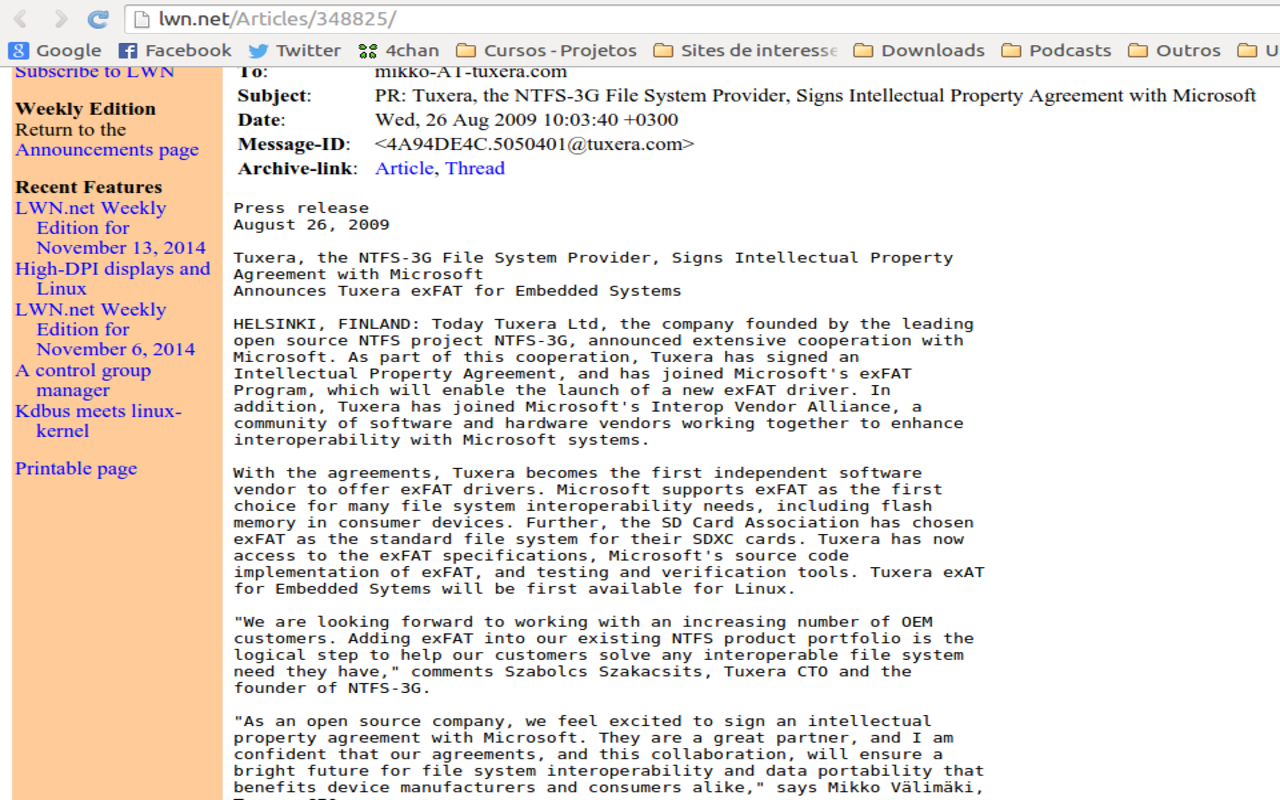 lwn.net/Articles/348825/
Google Facebook Twitter 4chan Cursos - Projetos Sites de interesse Downloads Podcasts Outros U
Subscribe to LWN
Weekly Edition
Return to the
Announcements page
Recent Features
LWN.net Weekly
Edition for
November 13, 2014
High-DPI displays and
Linux
LWN.net Weekly
Edition for
November 6, 2014
A control group
manager
Kdbus meets linux-
kernel
Printable page
To: mikko-AT-tuxera.com
Subject: PR: Tuxera, the NTFS-3G File System Provider, Signs Intellectual Property Agreement with Microsoft
Date: Wed, 26 Aug 2009 10:03:40 +0300
Message-ID: <4A94DE4C.5050401@tuxera.com>
Archive-link: Article, Thread
Press release
August 26, 2009
Tuxera, the NTFS-3G File System Provider, Signs Intellectual Property
Agreement with Microsoft
Announces Tuxera exFAT for Embedded Systems
HELSINKI, FINLAND: Today Tuxera Ltd, the company founded by the leading
open source NTFS project NTFS-3G, announced extensive cooperation with
Microsoft. As part of this cooperation, Tuxera has signed an
Intellectual Property Agreement, and has joined Microsoft's exFAT
Program, which will enable the launch of a new exFAT driver. In
addition, Tuxera has joined Microsoft's Interop Vendor Alliance, a
community of software and hardware vendors working together to enhance
interoperability with Microsoft systems.
With the agreements, Tuxera becomes the first independent software
vendor to offer exFAT drivers. Microsoft supports exFAT as the first
choice for many file system interoperability needs, including flash
memory in consumer devices. Further, the SD Card Association has chosen
exFAT as the standard file system for their SDXC cards. Tuxera has now
access to the exFAT specifications, Microsoft's source code
implementation of exFAT, and testing and verification tools. Tuxera exAT
for Embedded Sytems will be first available for Linux.
"We are looking forward to working with an increasing number of OEM
customers. Adding exFAT into our existing NTFS product portfolio is the
logical step to help our customers solve any interoperable file system
need they have," comments Szabolcs Szakacsits, Tuxera CTO and the
founder of NTFS-3G.
"As an open source company, we feel excited to sign an intellectual
property agreement with Microsoft. They are a great partner, and I am
confident that our agreements, and this collaboration, will ensure a
bright future for file system interoperability and data portability that
benefits device manufacturers and consumers alike," says Mikko Välimäki,